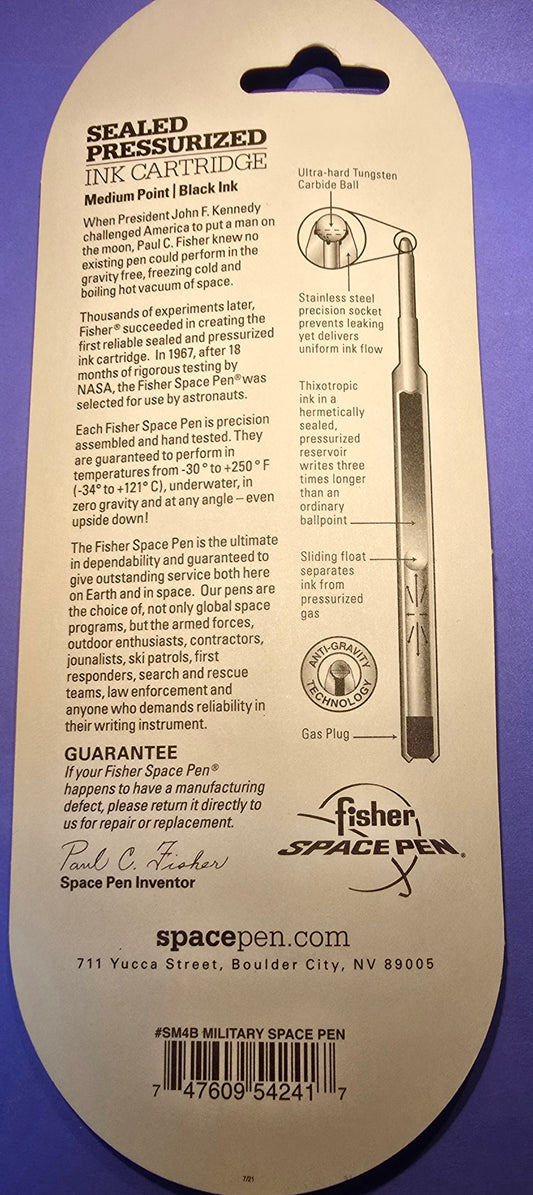 SEALED
PRESSURIZED
INK CARTRIDGE
Medium Point | Black Ink
When President John F. Kennedy
challenged America to put a man on
the moon, Paul C. Fisher knew no
existing pen could perform in the
gravity free, freezing cold and
boiling hot vacuum of space.
Thousands of experiments later,
Fisher® succeeded in creating the
first reliable sealed and pressurized
ink cartridge. In 1967, after 18
months of rigorous testing by
NASA, the Fisher Space Pen® was
selected for use by astronauts.
Each Fisher Space Pen is precision
assembled and hand tested. They
are guaranteed to perform in
temperatures from -30° to +250° F
(-34° to +121° C), underwater, in
zero gravity and at any angle – even
upside down!
The Fisher Space Pen is the ultimate
in dependability and guaranteed to
give outstanding service both here
on Earth and in space. Our pens are
the choice of, not only global space
programs, but the armed forces,
outdoor enthusiasts, contractors,
jounalists, ski patrols, first
responders, search and rescue
teams, law enforcement and
anyone who demands reliability in
their writing instrument.
GUARANTEE
If your Fisher Space Pen®
happens to have a manufacturing
defect, please return it directly to
us for repair or replacement.
Paul C. Fisher
Space Pen Inventor
Ultra-hard Tungsten
Carbide Ball
Stainless steel
precision socket
prevents leaking
yet delivers
uniform ink flow
Thixotropic
ink in a
hermetically
sealed,
pressurized
reservoir
writes three
times longer
than an
ordinary
ballpoint
Sliding float
separates
ink from
pressurized
gas
ANTI-GRAVITY
TECHNOLOGY
Gas Plug
fisher
SPACE PEN®
spacepen.com
711 Yucca Street, Boulder City, NV 89005
#SM4B MILITARY SPACE PEN
7 47609 54241 7
7/21